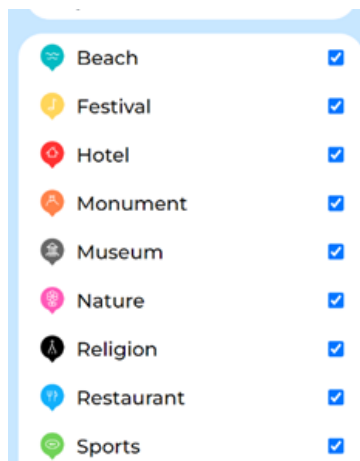 Beach
Festival
Hotel
Monument
Museum
Nature
Religion
Restaurant
Sports